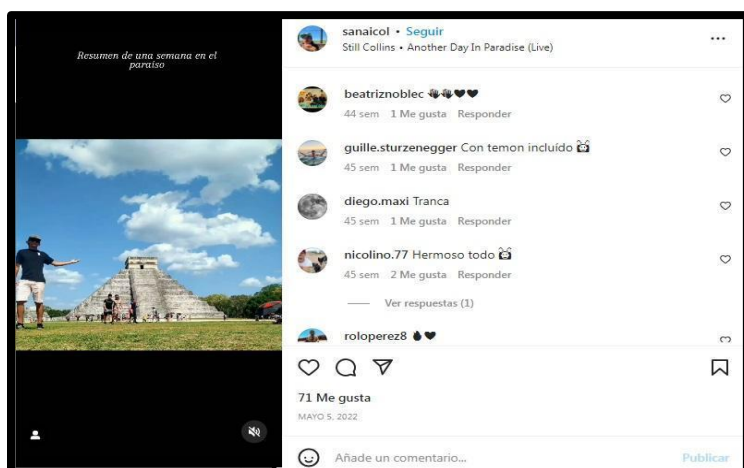 Resumen de una semana en el
paraíso
sanaicol • Seguir
Still Collins • Another Day In Paradise (Live)
beatriznoblec
44 sem 1 Me gusta Responder
guille.sturzenegger Con temon incluído
45 sem 1 Me gusta Responder
diego.maxi Tranca
45 sem 1 Me gusta Responder
nicolino.77 Hermoso todo
45 sem 2 Me gusta Responder
Ver respuestas (1)
roloperez8
71 Me gusta
MAYO 5, 2022
Añade un comentario...
Publicar